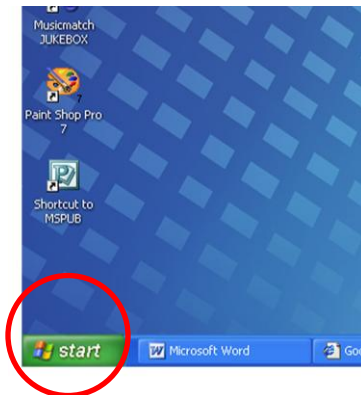 Musicmatch
JUKEBOX
Paint Shop Pro
7
Shortcut to
MSPUB
start
Microsoft Word